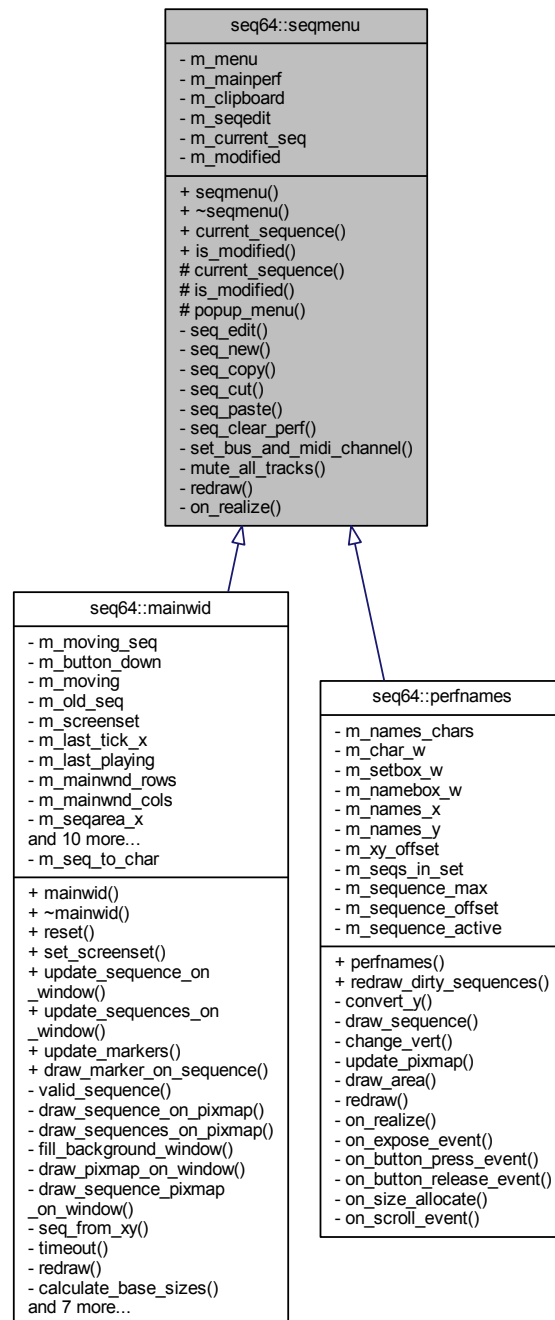 seq64::seqmenu
- m_menu
- m_mainperf
- m_clipboard
- m_seqedit
- m_current_seq
- m_modified
+ seqmenu()
+ ~seqmenu()
+ current_sequence()
+ is_modified()
# current_sequence()
# is_modified()
# popup_menu()
- seq_edit()
- seq_new()
- seq_copy()
- seq_cut()
- seq_paste()
- seq_clear_perf()
- set_bus_and_midi_channel()
- mute_all_tracks()
- redraw()
- on_realize()
seq64::mainwid
- m_moving_seq
- m_button_down
- m_moving
- m_old_seq
- m_screenset
- m_last_tick_x
- m_last_playing
- m_mainwnd_rows
- m_mainwnd_cols
- m_seqarea_x
and 10 more...
- m_seq_to_char
+ mainwid()
+ ~mainwid()
+ reset()
+ set_screenset()
+ update_sequence_on
_window()
+ update_sequences_on
_window()
+ update_markers()
+ draw_marker_on_sequence()
- valid_sequence()
- draw_sequence_on_pixmap()
- draw_sequences_on_pixmap()
- fill_background_window()
- draw_pixmap_on_window()
- draw_sequence_pixmap
_on_window()
- seq_from_xy()
- timeout()
- redraw()
- calculate_base_sizes()
and 7 more...
seq64::perfnames
- m_names_chars
- m_char_w
- m_setbox_w
- m_namebox_w
- m_names_x
- m_names_y
- m_xy_offset
- m_seqs_in_set
- m_sequence_max
- m_sequence_offset
- m_sequence_active
+ perfnames()
+ redraw_dirty_sequences()
- convert_y()
- draw_sequence()
- change_vert()
- update_pixmap()
- draw_area()
- redraw()
- on_realize()
- on_expose_event()
- on_button_press_event()
- on_button_release_event()
- on_size_allocate()
- on_scroll_event()